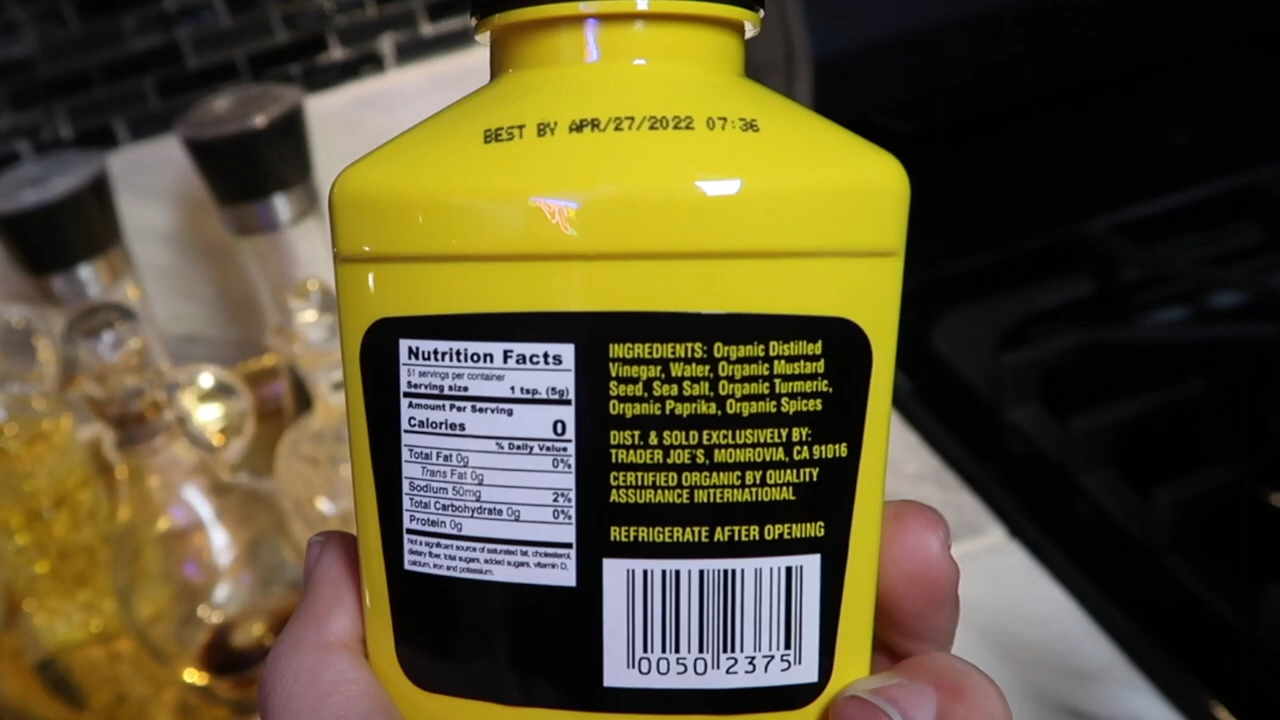 BEST BY APR/27/2022 07:36
Nutrition Facts
51 servings per container
Serving size 1 tsp. (5g)
Amount Per Serving
Calories 0
% Daily Value
Total Fat 0g 0%
Trans Fat 0g
Sodium 50mg 2%
Total Carbohydrate 0g 0%
Protein 0g
Not a significant source of saturated fat, cholesterol,
dietary fiber, total sugars, added sugars, vitamin D,
calcium, iron and potassium.
INGREDIENTS: Organic Distilled
Vinegar, Water, Organic Mustard
Seed, Sea Salt, Organic Turmeric,
Organic Paprika, Organic Spices
DIST. & SOLD EXCLUSIVELY BY:
TRADER JOE'S, MONROVIA, CA 91016
CERTIFIED ORGANIC BY QUALITY
ASSURANCE INTERNATIONAL
REFRIGERATE AFTER OPENING
0050 2375